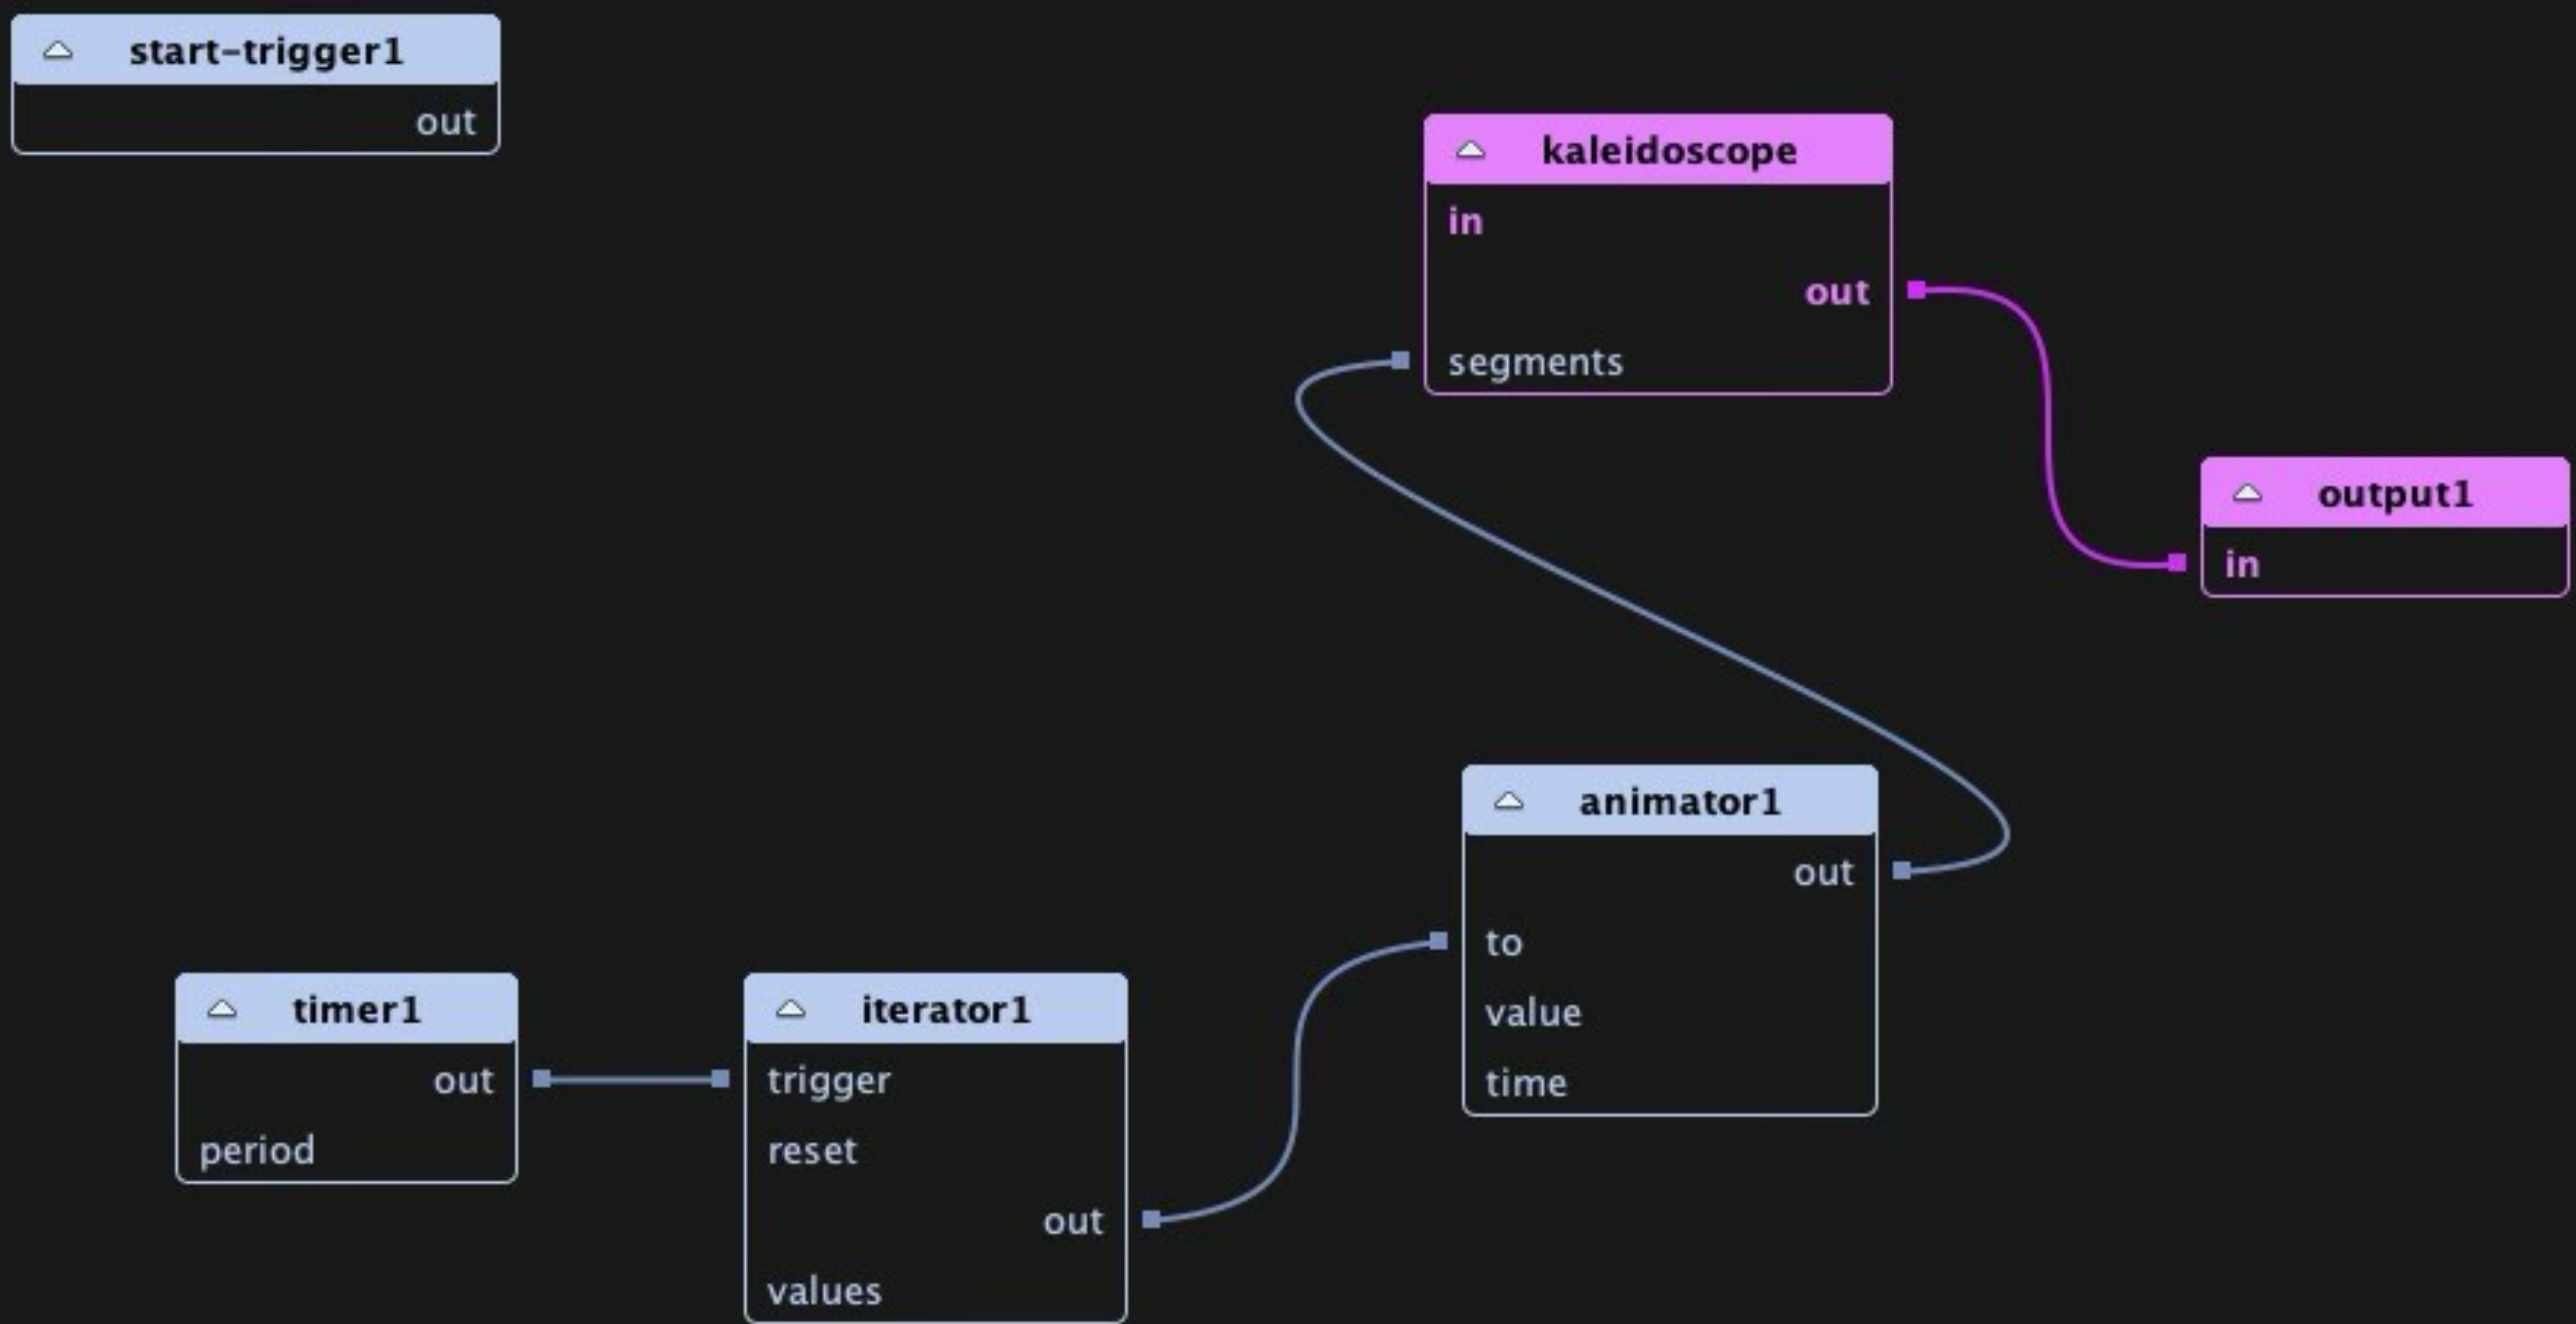 start-trigger1
out
kaleidoscope
in
out
segments
output1
in
animator1
out
to
value
time
timer1
out
period
iterator1
trigger
reset
out
values